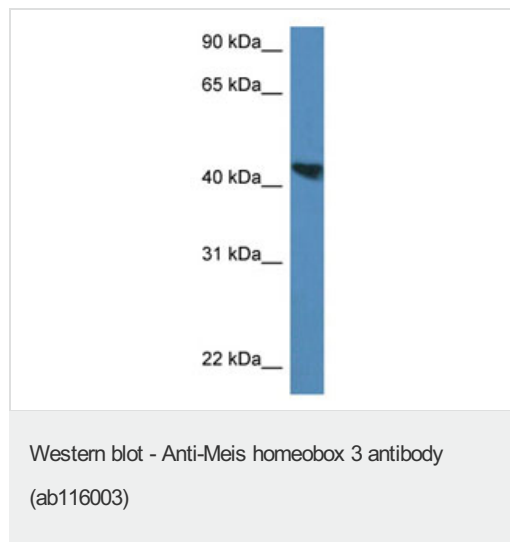 90 kDa__
65 kDa__
40 kDa__
31 kDa__
22 kDa__
Western blot - Anti-Meis homeobox 3 antibody
(ab116003)